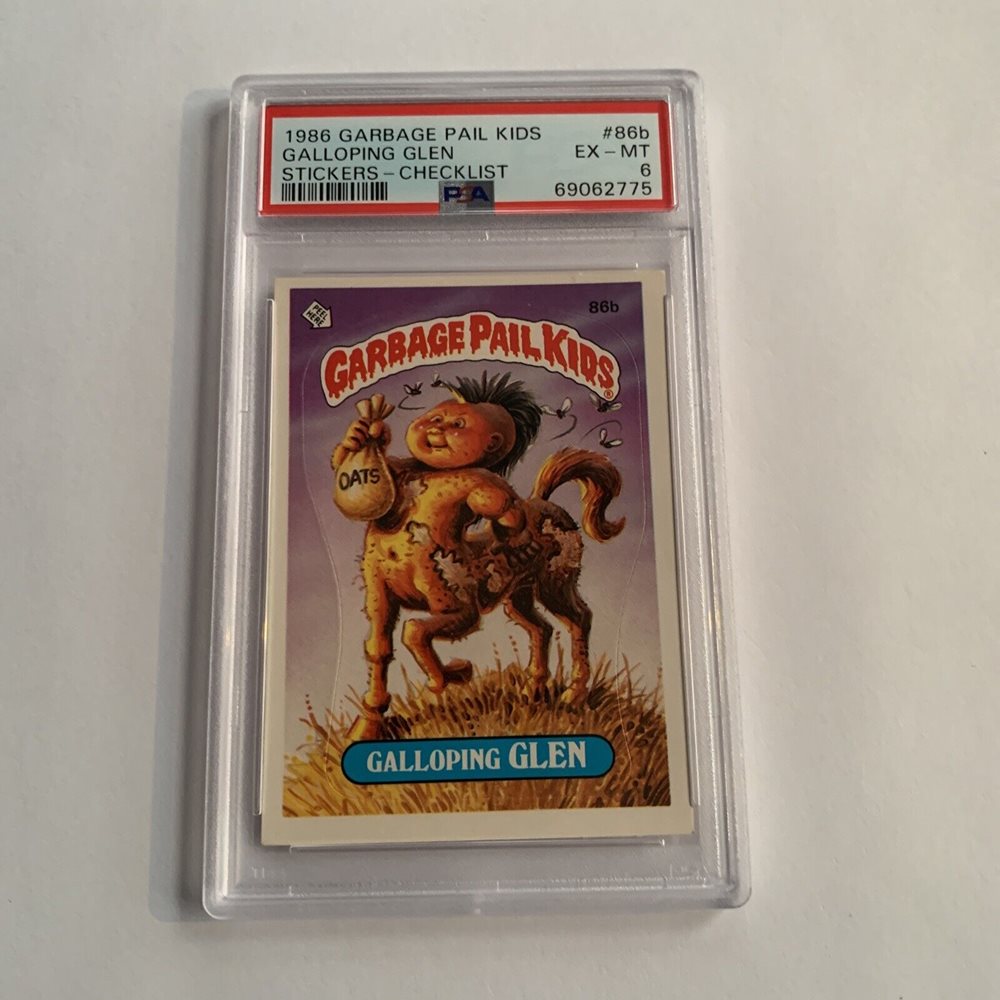 1986 GARBAGE PAIL KIDS #86b
GALLOPING GLEN EX-MT
STICKERS-CHECKLIST 6
PSA 69062775
PEEL HERE
86b
GARBAGE PAIL KIDS®
OATS
GALLOPING GLEN